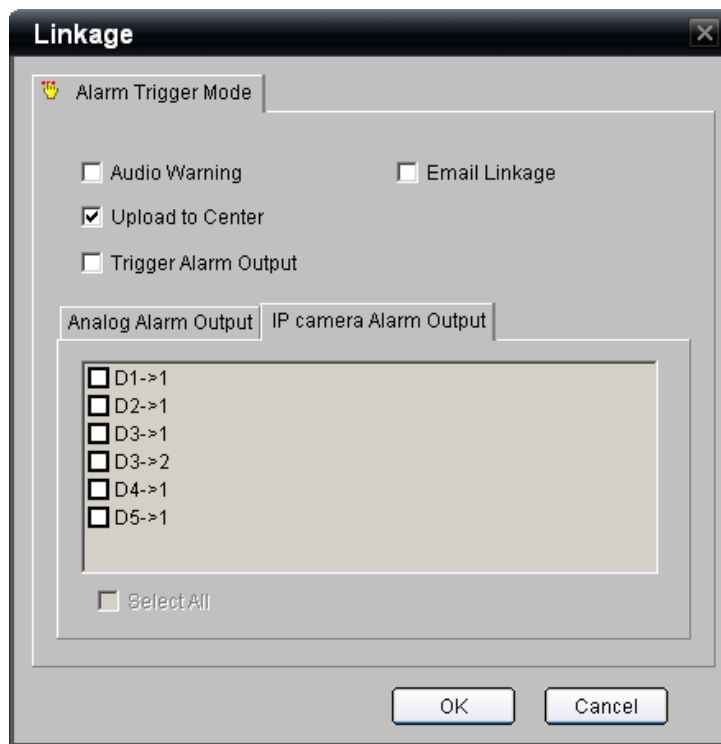 Linkage
Alarm Trigger Mode
Audio Warning
Email Linkage
Upload to Center
Trigger Alarm Output
Analog Alarm Output
IP camera Alarm Output
D1->1
D2->1
D3->1
D3->2
D4->1
D5->1
Select All
OK
Cancel